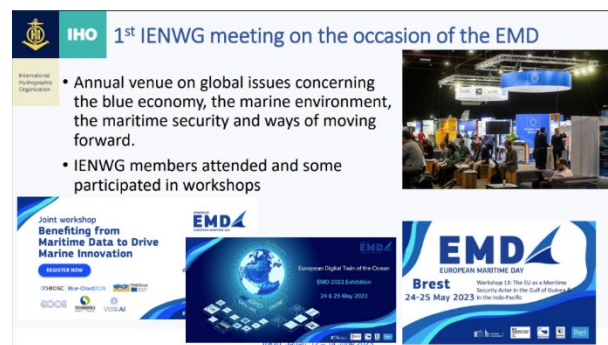 IHO
1st IENWG meeting on the occasion of the EMD
International
Hydrographic
Organization
• Annual venue on global issues concerning
the blue economy, the marine environment,
the maritime security and ways of moving
forward.
• IENWG members attended and some
participated in workshops
Joint workshop
Benefiting from
Maritime Data to Drive
Marine Innovation
REGISTER NOW
EMD
eosc Blue-Cloud2026
EMD
European Digital Twin of the Ocean
EMD 2023 Exhibition
24 & 25 May 2023
EMD
EUROPEAN MARITIME DAY
Brest
24-25 May 2023
Workshop 13: The EU as a Maritime
Security Actor in the Gulf of Guinea &
in the Indo-Pacific